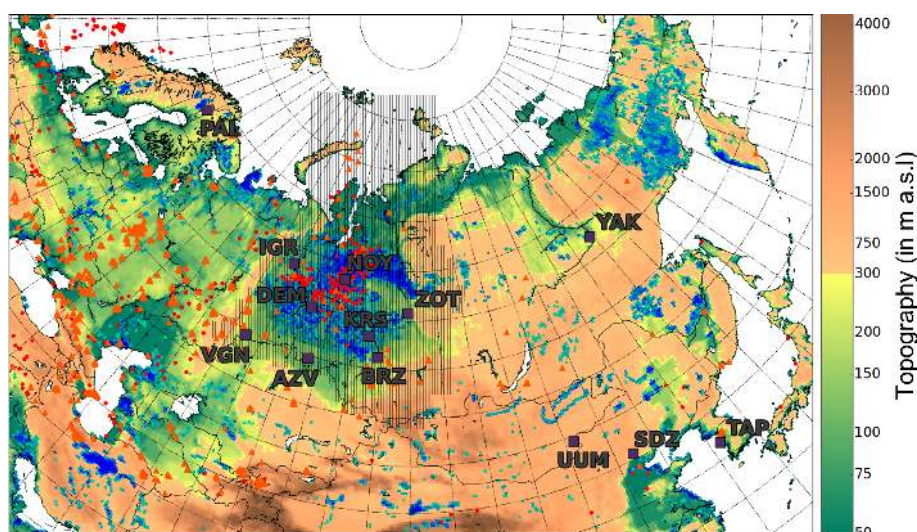 4000
3000
2000
1500
750
300
200
100
75
50
Topography (in m a.s.l)
PAL
YAK
IGR
NOY
DEM
ZOT
KRS
VGN
AZV
BRZ
UUM
SDZ
TAP